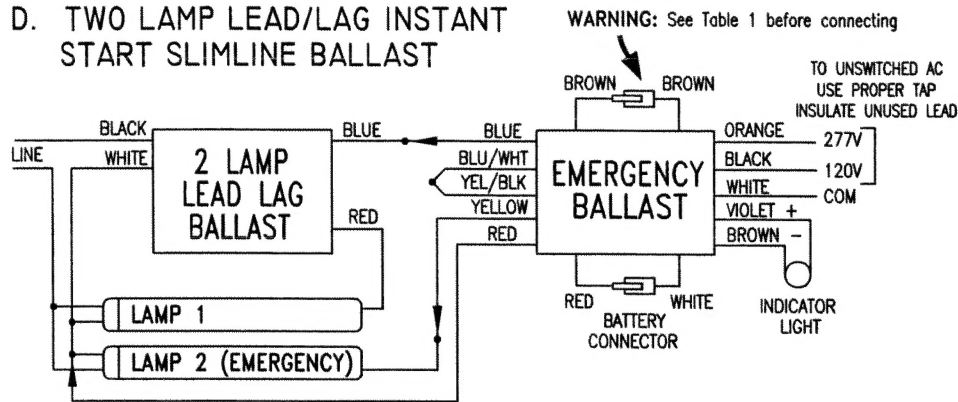 D. TWO LAMP LEAD/LAG INSTANT
START SLIMLINE BALLAST
WARNING: See Table 1 before connecting
BROWN BROWN
TO UNSWITCHED AC
USE PROPER TAP
INSULATE UNUSED LEAD
BLACK
LINE
WHITE
2 LAMP
LEAD LAG
BALLAST
BLUE
RED
BLUE
BLU/WHT
YEL/BLK
YELLOW
RED
EMERGENCY
BALLAST
ORANGE 277V
BLACK 120V
WHITE COM
VIOLET +
BROWN -
RED WHITE
BATTERY
CONNECTOR
INDICATOR
LIGHT
LAMP 1
LAMP 2 (EMERGENCY)